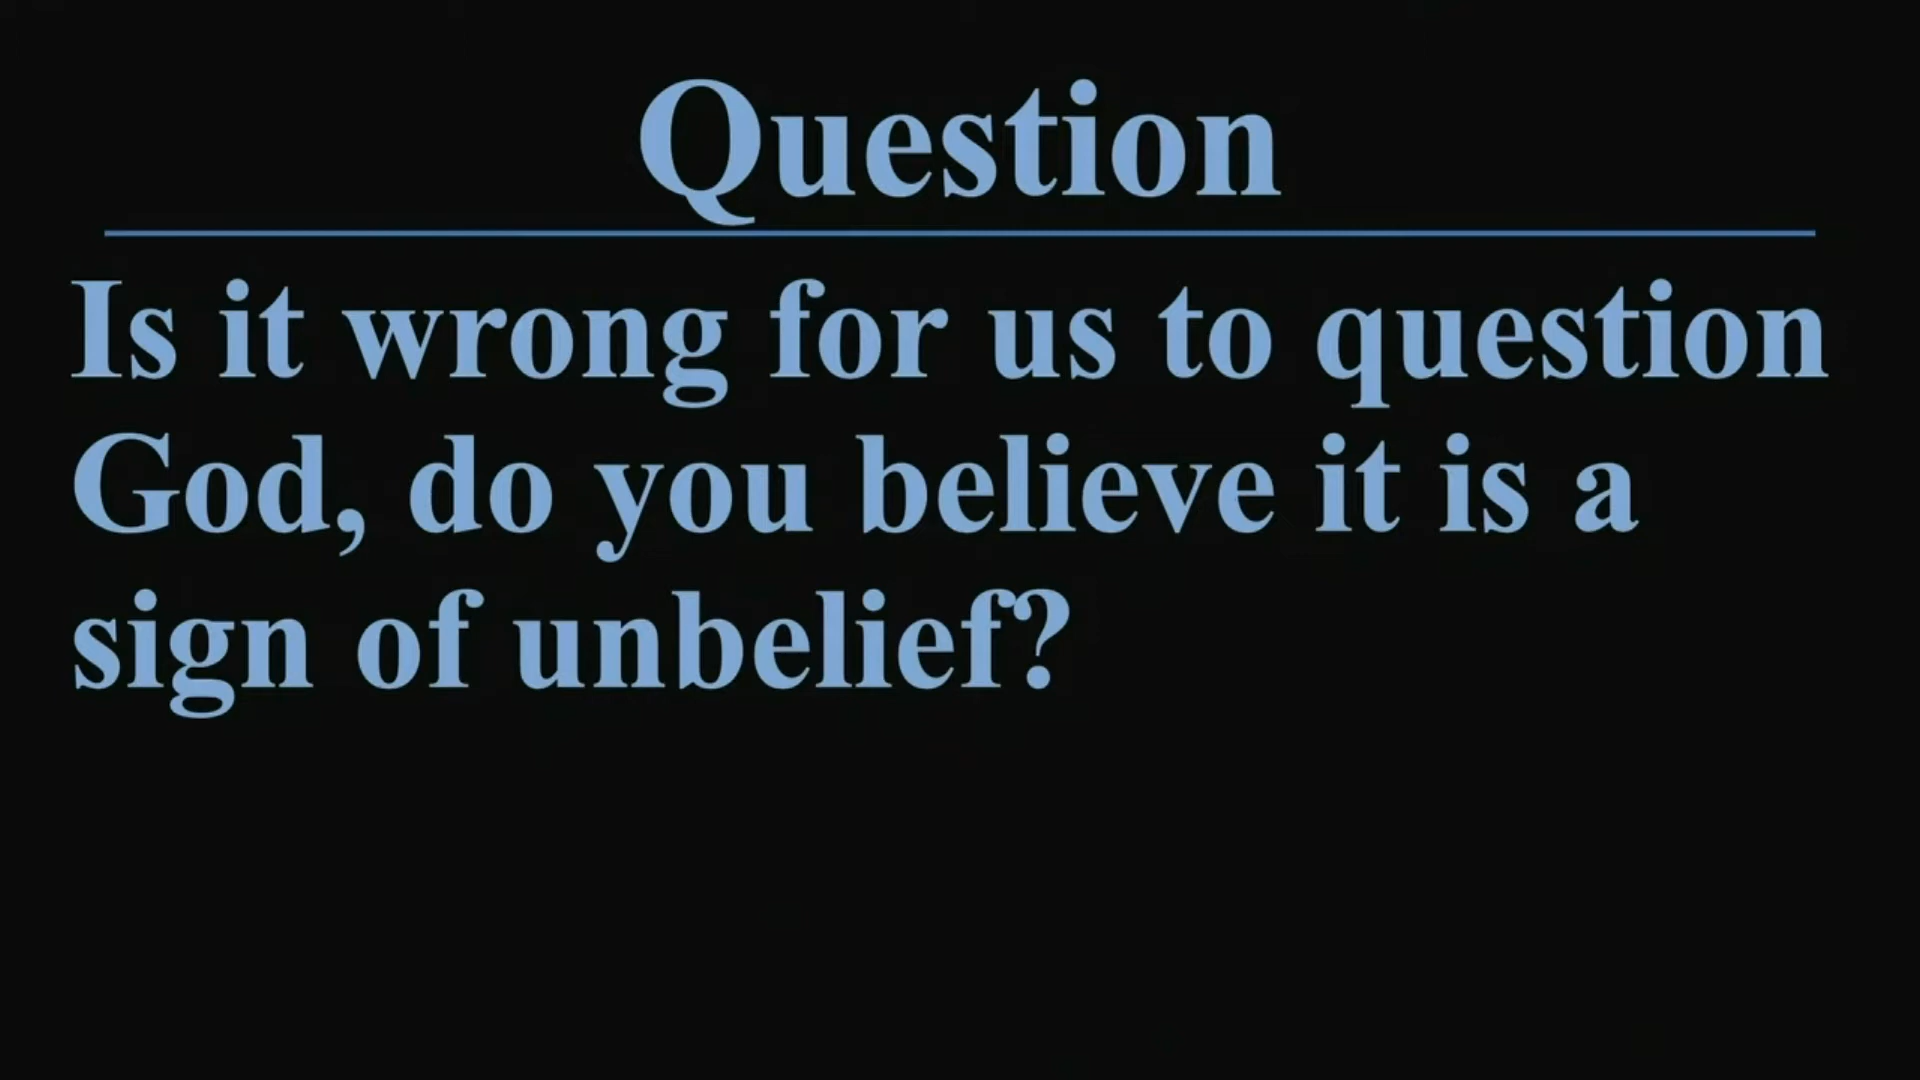 Question
Is it wrong for us to question
God, do you believe it is a
sign of unbelief?